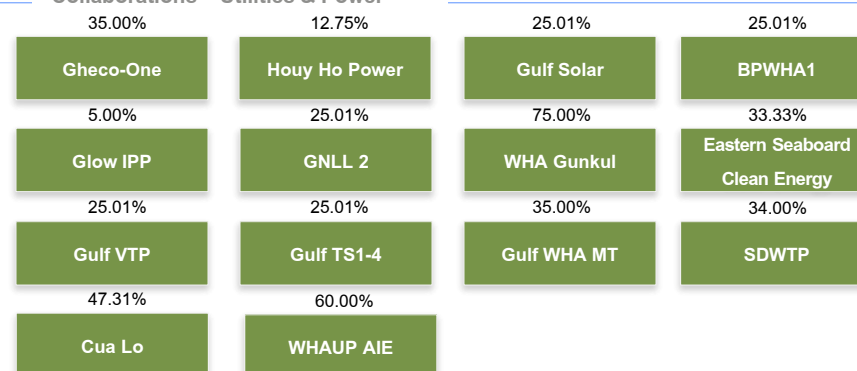 Collaborations – Utilities & Power
35.00% 12.75% 25.01% 25.01%
Gheco-One Houy Ho Power Gulf Solar BPWHA1
5.00% 25.01% 75.00% 33.33%
Glow IPP GNLL 2 WHA Gunkul Eastern Seaboard
Clean Energy
25.01% 25.01% 35.00% 34.00%
Gulf VTP Gulf TS1-4 Gulf WHA MT SDWTP
47.31% 60.00%
Cua Lo WHAUP AIE